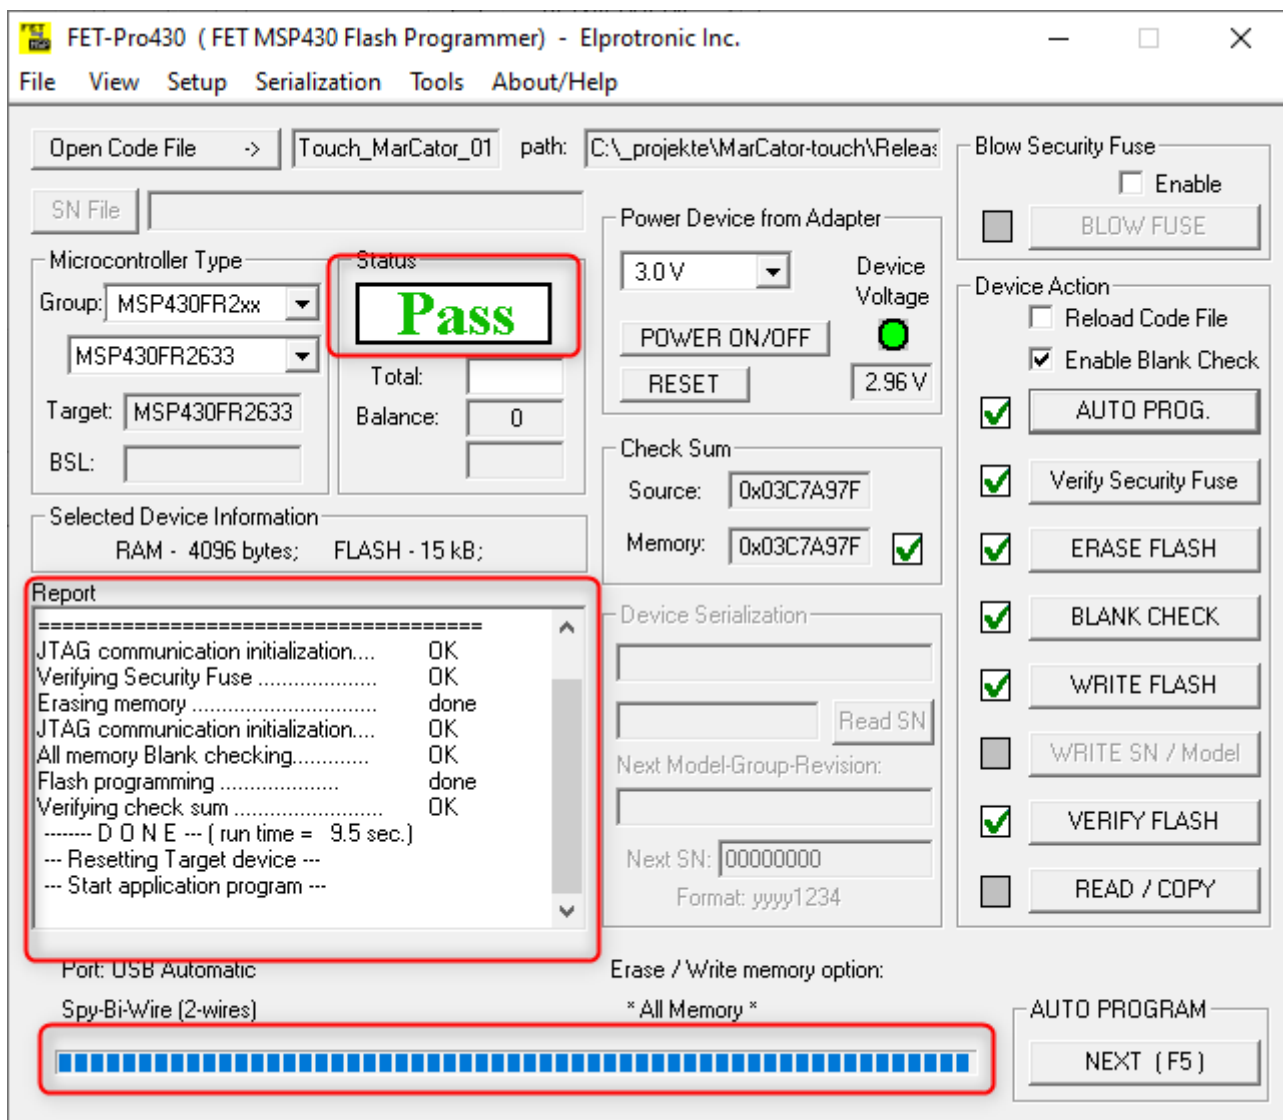 FET-Pro430 ( FET MSP430 Flash Programmer) - Elprotronic Inc.
File View Setup Serialization Tools About/Help
Open Code File -> Touch_MarCator_01 path: C:\_projekte\MarCator-touch\Releas
SN File
Microcontroller Type
Group: MSP430FR2xx
MSP430FR2633
Target: MSP430FR2633
BSL:
Status
Pass
Total:
Balance: 0
Selected Device Information
RAM - 4096 bytes; FLASH - 15 kB;
Report
=====================================
JTAG communication initialization.... OK
Verifying Security Fuse ..................... OK
Erasing memory ............................... done
JTAG communication initialization.... OK
All memory Blank checking............. OK
Flash programming .................... done
Verifying check sum ......................... OK
-------- D O N E --- ( run time = 9.5 sec.)
--- Resetting Target device ---
--- Start application program ---
Power Device from Adapter
3.0 V
Device
Voltage
POWER ON/OFF
RESET
2.96 V
Check Sum
Source: 0x03C7A97F
Memory: 0x03C7A97F
Device Serialization
Read SN
Next Model-Group-Revision:
Next SN: 00000000
Format: yyyy1234
Blow Security Fuse
Enable
BLOW FUSE
Device Action
Reload Code File
Enable Blank Check
AUTO PROG.
Verify Security Fuse
ERASE FLASH
BLANK CHECK
WRITE FLASH
WRITE SN / Model
VERIFY FLASH
READ / COPY
Port: USB Automatic
Erase / Write memory option:
Spy-Bi-Wire (2-wires)
* All Memory *
AUTO PROGRAM
NEXT ( F5 )